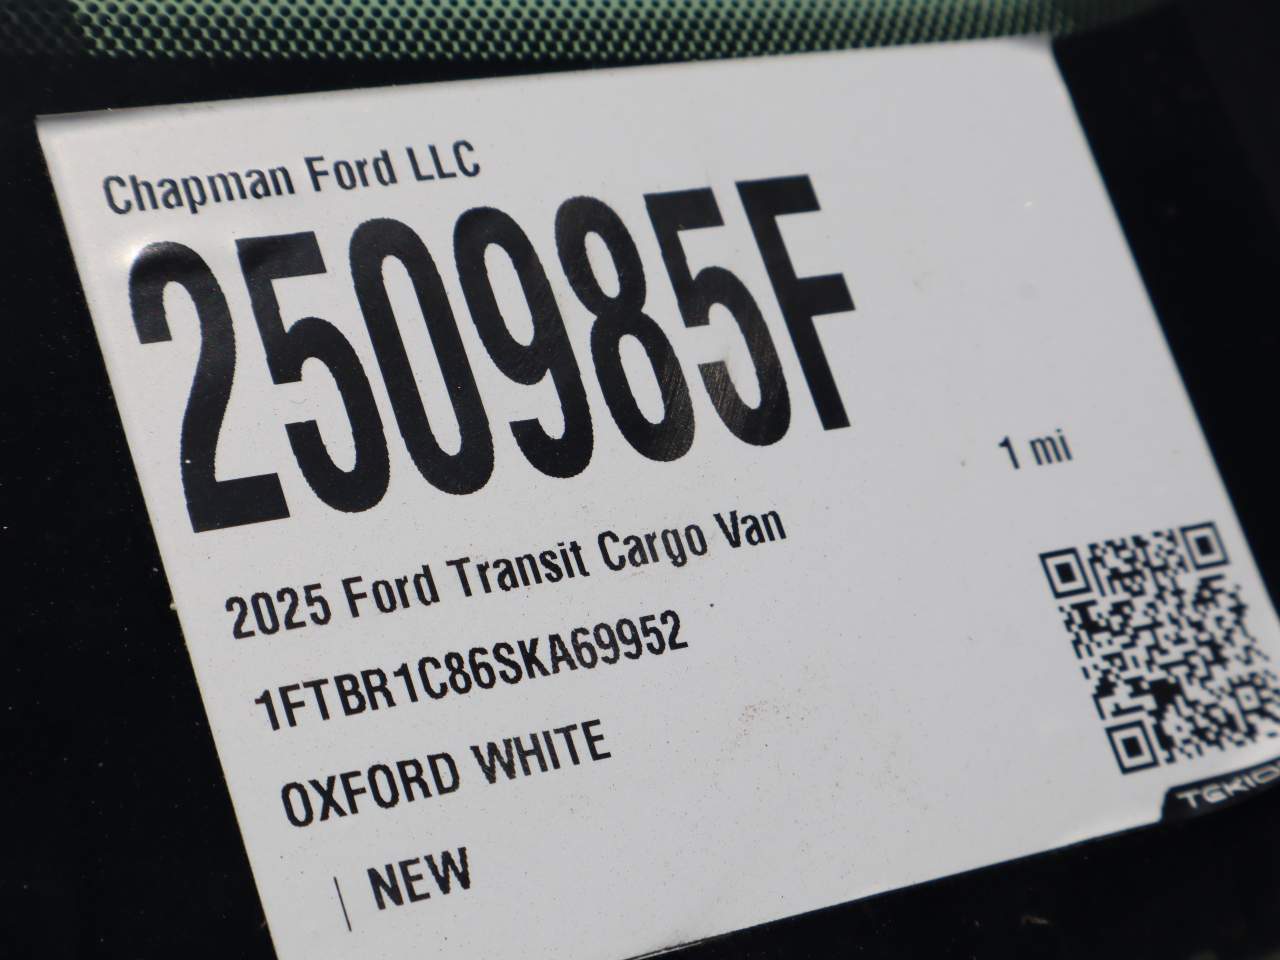 Chapman Ford LLC
250985F
1 mi
2025 Ford Transit Cargo Van
1FTBR1C86SKA69952
OXFORD WHITE
| NEW